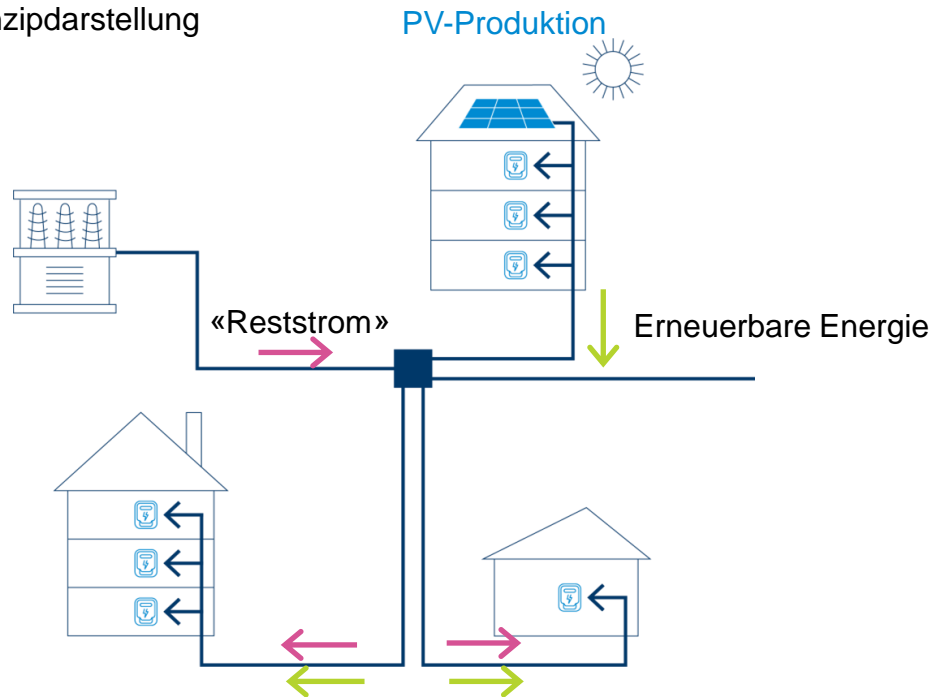 nzipdarstellung
PV-Produktion
«Reststrom»
Erneuerbare Energie